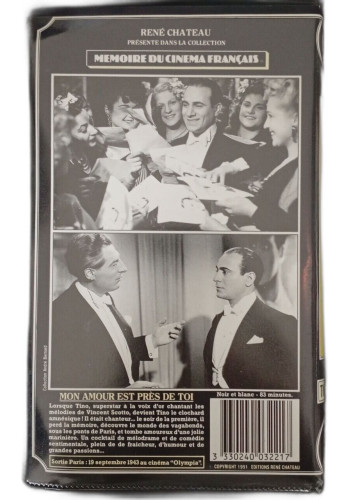 RENÉ CHATEAU
PRÉSENTE DANS LA COLLECTION
MEMOIRE DU CINEMA FRANÇAIS
Collection André Bernard
MON AMOUR EST PRÈS DE TOI
Lorsque Tino, superstar à la voix d'or chantant les
mélodies de Vincent Scotto, devient Tino le clochard
amnésique ! Il était chanteur... le soir de la première, il
perd la mémoire, découvre le monde des vagabonds,
sous les ponts de Paris, et tombe amoureux d'une jolie
marinière. Un cocktail de mélodrame et de comédie
sentimentale, plein de de fraîcheur, d'humour et de
grandes passions...
Sortie Paris : 19 septembre 1943 au cinéma "Olympia".
Noir et blanc - 83 minutes.
3 330240 032217
© COPYRIGHT 1991 EDITIONS RENÉ CHATEAU